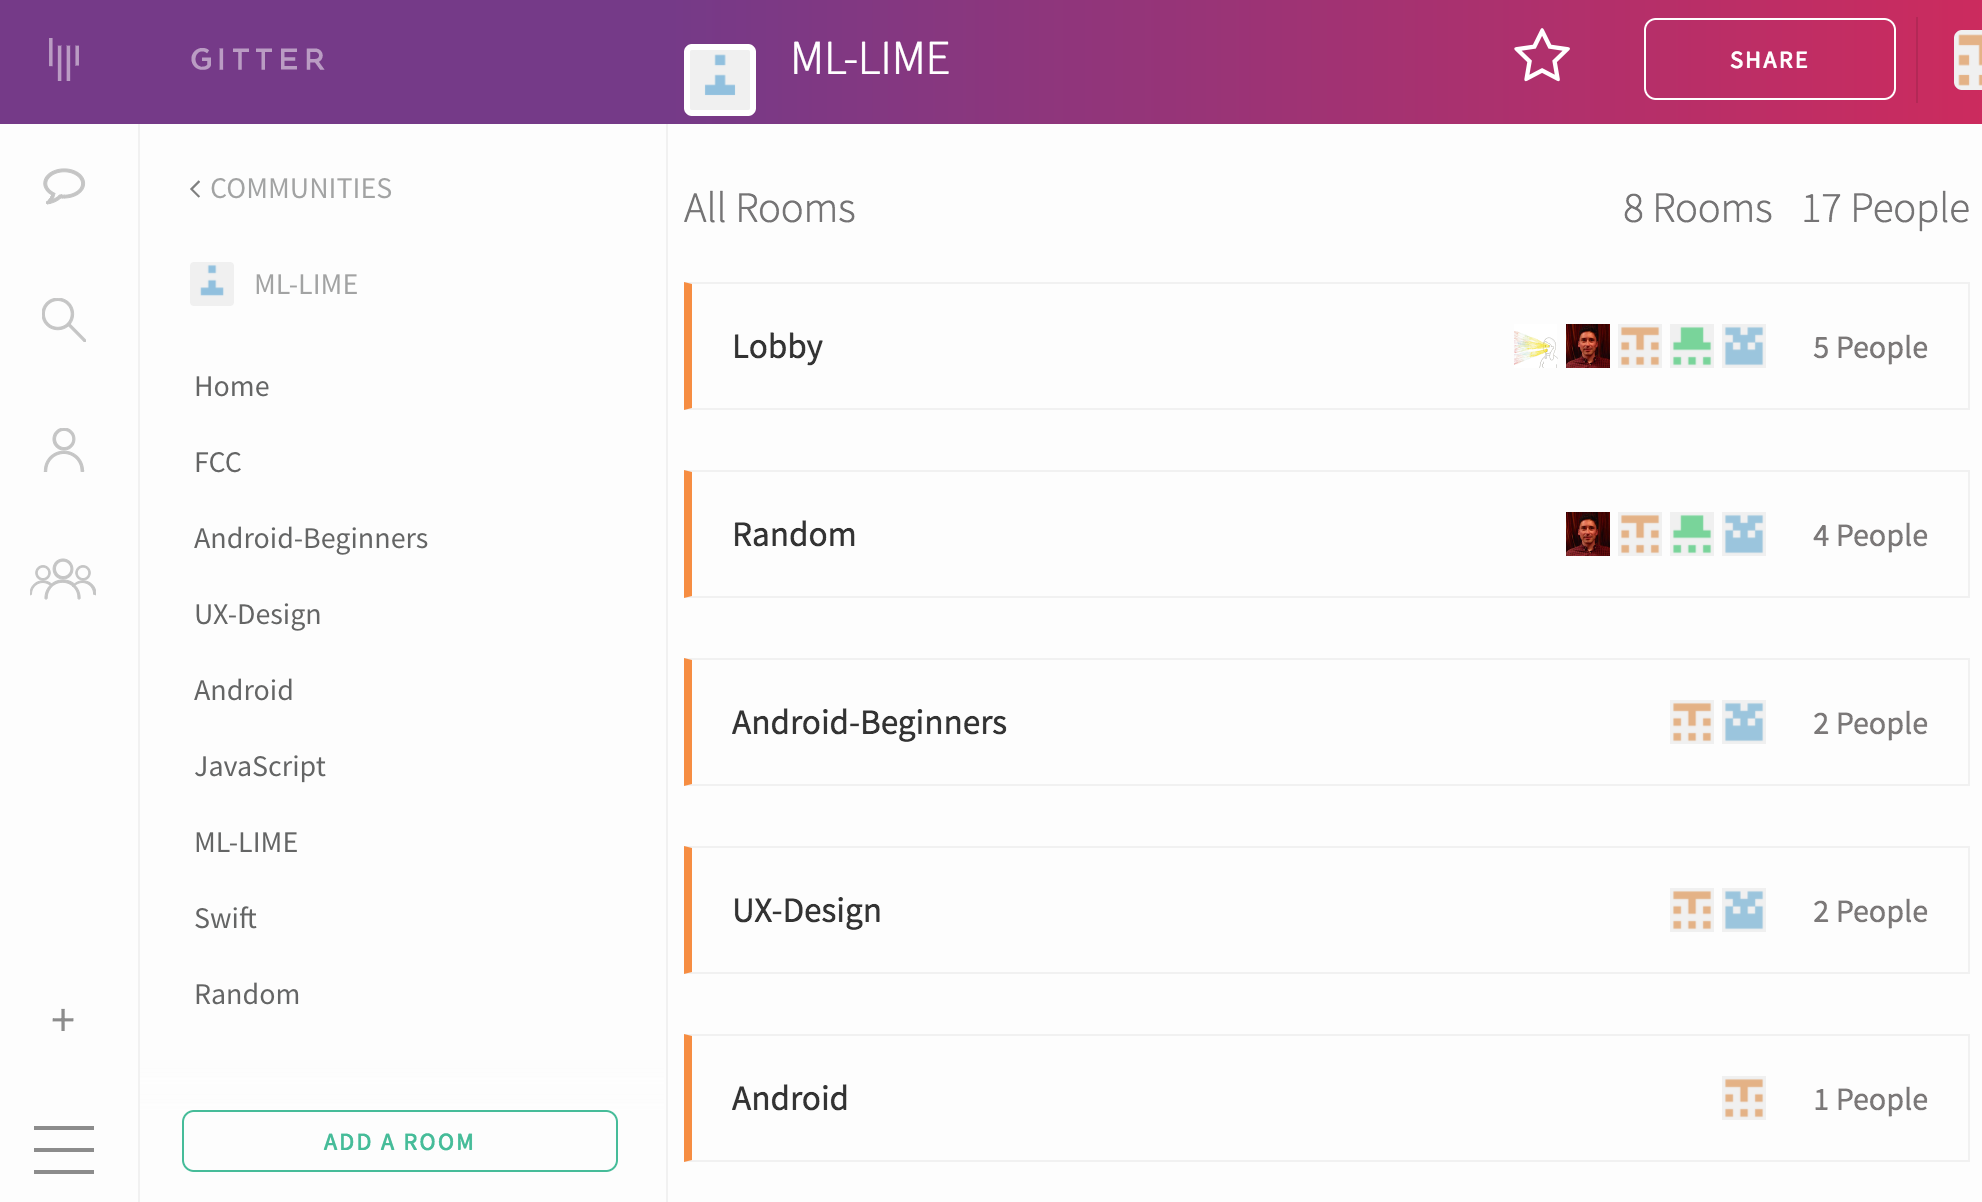 GITTER
ML-LIME
SHARE
COMMUNITIES
ML-LIME
Home
FCC
Android-Beginners
UX-Design
Android
JavaScript
ML-LIME
Swift
Random
ADD A ROOM
All Rooms
8 Rooms 17 People
Lobby 5 People
Random 4 People
Android-Beginners 2 People
UX-Design 2 People
Android 1 People